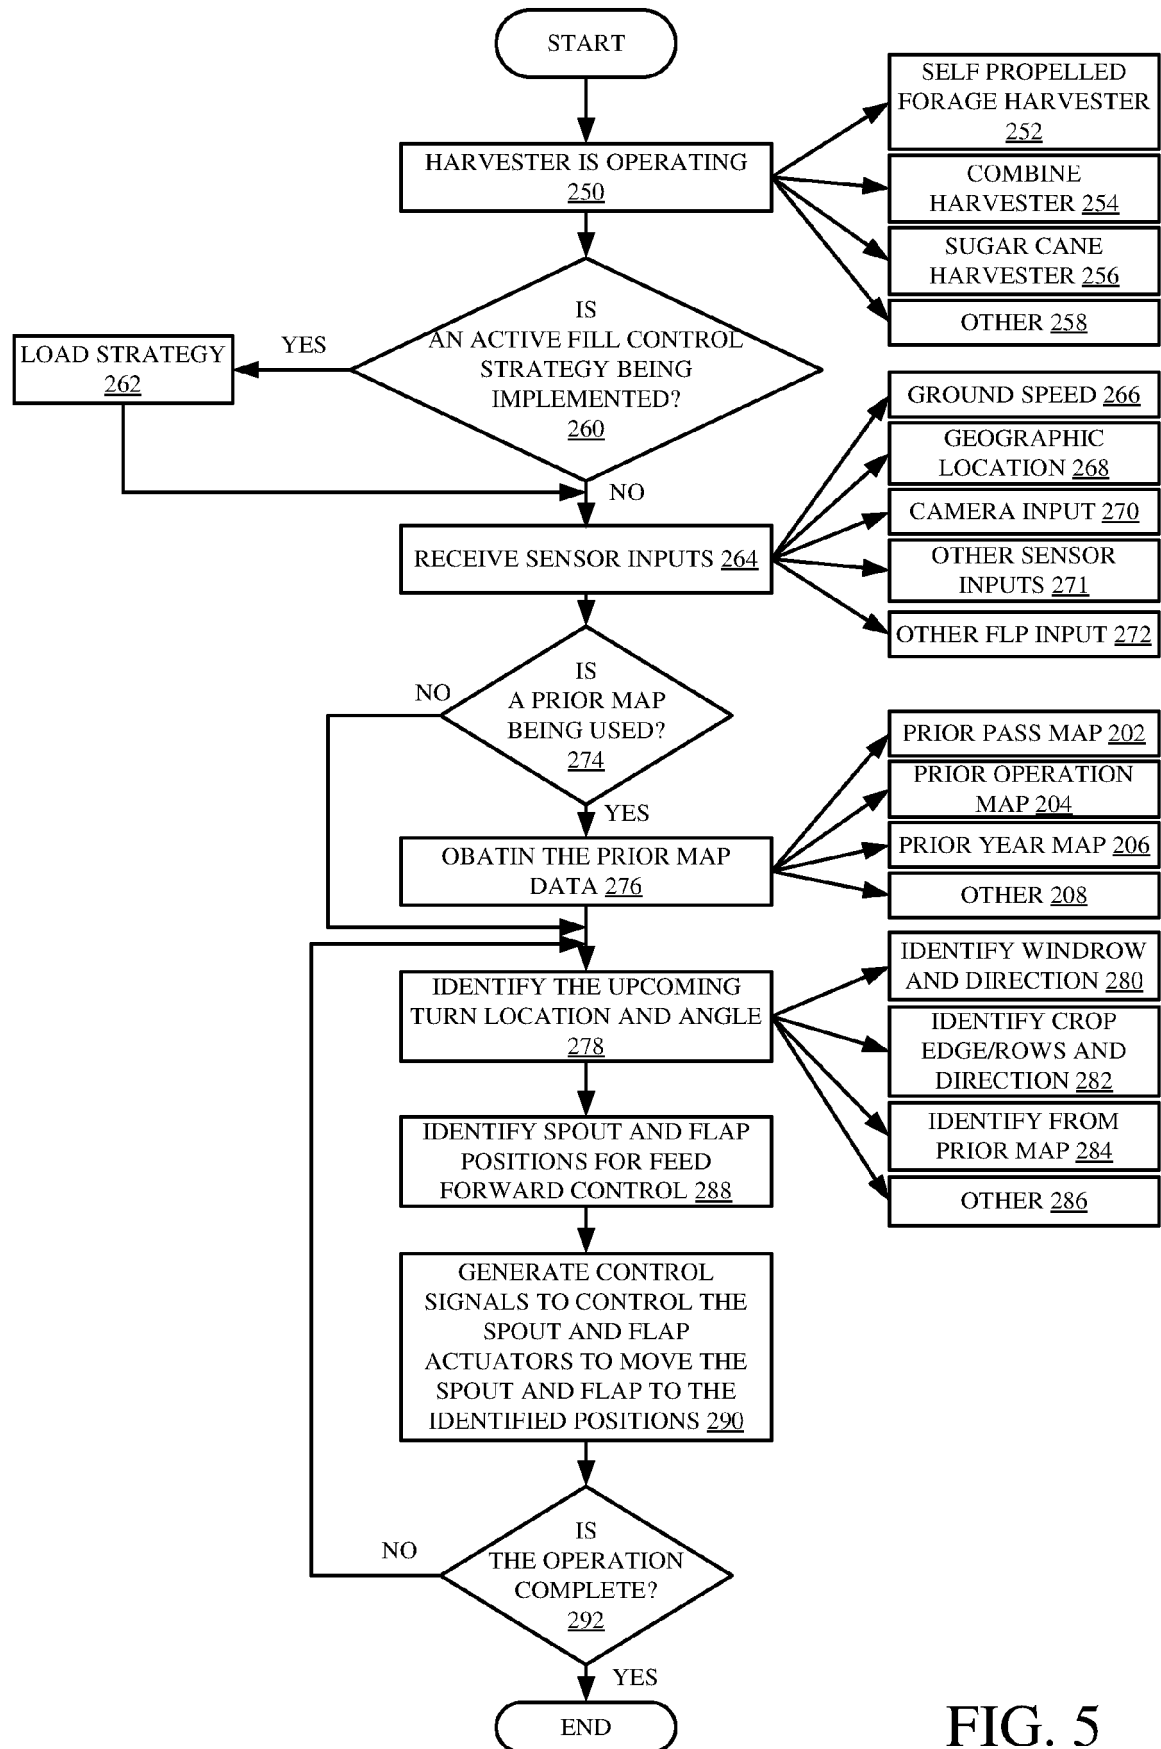 START
HARVESTER IS OPERATING
250
SELF PROPELLED
FORAGE HARVESTER
252
COMBINE
HARVESTER 254
SUGAR CANE
HARVESTER 256
OTHER 258
IS
AN ACTIVE FILL CONTROL
STRATEGY BEING
IMPLEMENTED?
260
YES
LOAD STRATEGY
262
NO
RECEIVE SENSOR INPUTS 264
GROUND SPEED 266
GEOGRAPHIC
LOCATION 268
CAMERA INPUT 270
OTHER SENSOR
INPUTS 271
OTHER FLP INPUT 272
IS
A PRIOR MAP
BEING USED?
274
NO
YES
OBATIN THE PRIOR MAP
DATA 276
PRIOR PASS MAP 202
PRIOR OPERATION
MAP 204
PRIOR YEAR MAP 206
OTHER 208
IDENTIFY THE UPCOMING
TURN LOCATION AND ANGLE
278
IDENTIFY WINDROW
AND DIRECTION 280
IDENTIFY CROP
EDGE/ROWS AND
DIRECTION 282
IDENTIFY FROM
PRIOR MAP 284
OTHER 286
IDENTIFY SPOUT AND FLAP
POSITIONS FOR FEED
FORWARD CONTROL 288
GENERATE CONTROL
SIGNALS TO CONTROL THE
SPOUT AND FLAP
ACTUATORS TO MOVE THE
SPOUT AND FLAP TO THE
IDENTIFIED POSITIONS 290
IS
THE OPERATION
COMPLETE?
292
NO
YES
END
FIG. 5